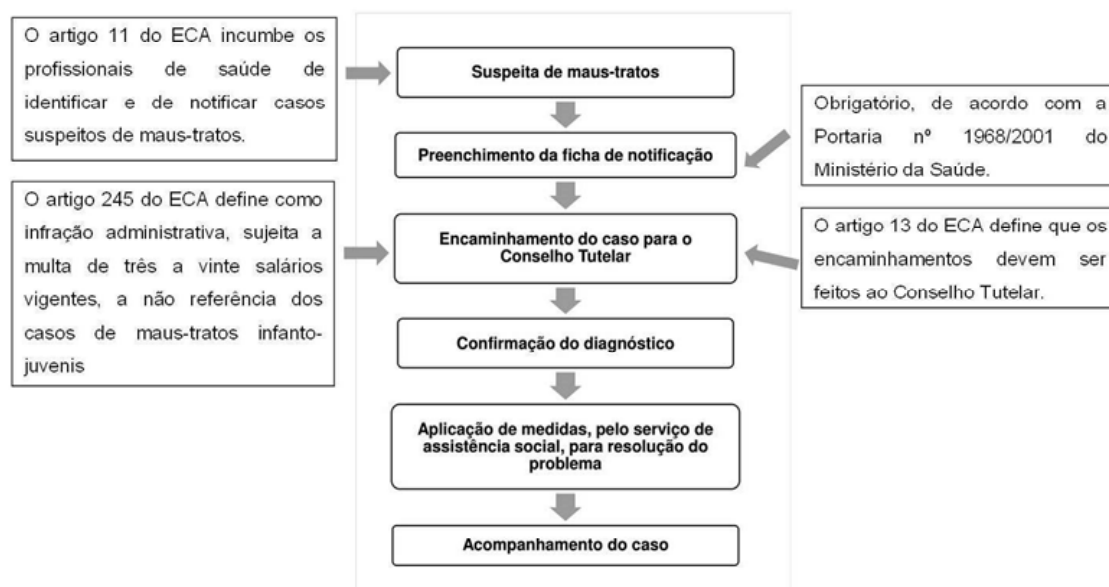 O artigo 11 do ECA incumbe os
profissionais de saúde de
identificar e de notificar casos
suspeitos de maus-tratos.
Suspeita de maus-tratos
Obrigatório, de acordo com a
Portaria nº 1968/2001 do
Ministério da Saúde.
Preenchimento da ficha de notificação
O artigo 245 do ECA define como
infração administrativa, sujeita a
multa de três a vinte salários
vigentes, a não referência dos
casos de maus-tratos infanto-
juvenis
Encaminhamento do caso para o
Conselho Tutelar
O artigo 13 do ECA define que os
encaminhamentos devem ser
feitos ao Conselho Tutelar.
Confirmação do diagnóstico
Aplicação de medidas, pelo serviço de
assistência social, para resolução do
problema
Acompanhamento do caso